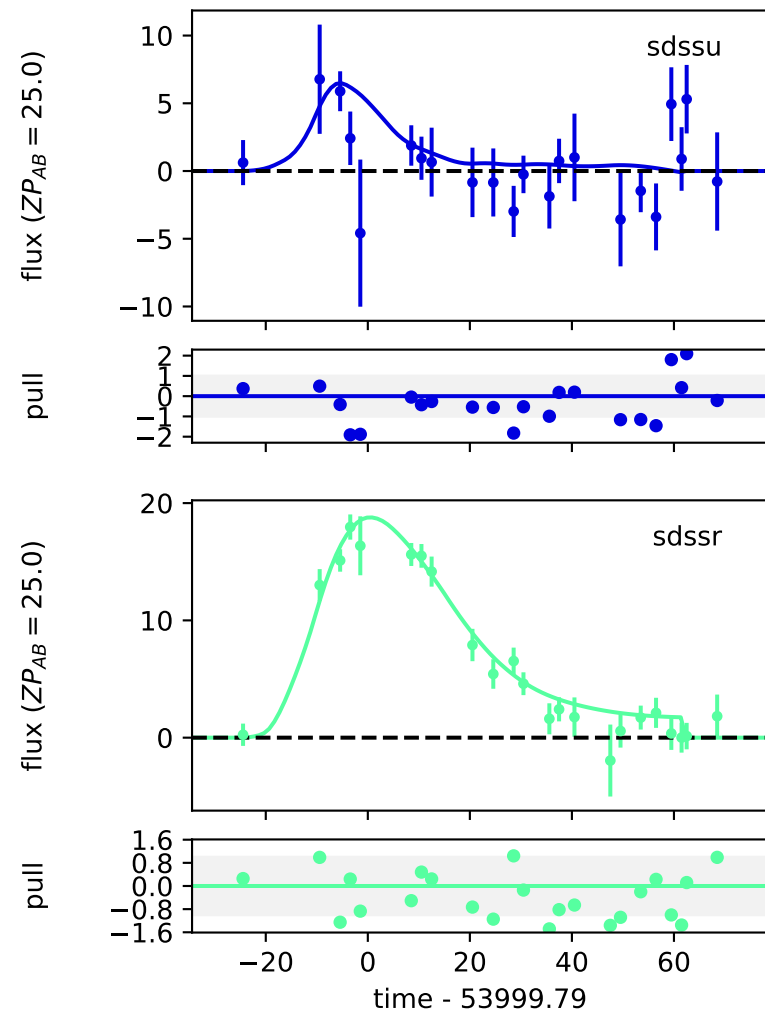 sdssu
flux (ZP_AB = 25.0)
10
5
0
−5
−10
pull
2
1
0
−1
−2
sdssr
flux (ZP_AB = 25.0)
20
10
0
pull
1.6
0.8
0.0
−0.8
−1.6
−20 0 20 40 60
time - 53999.79